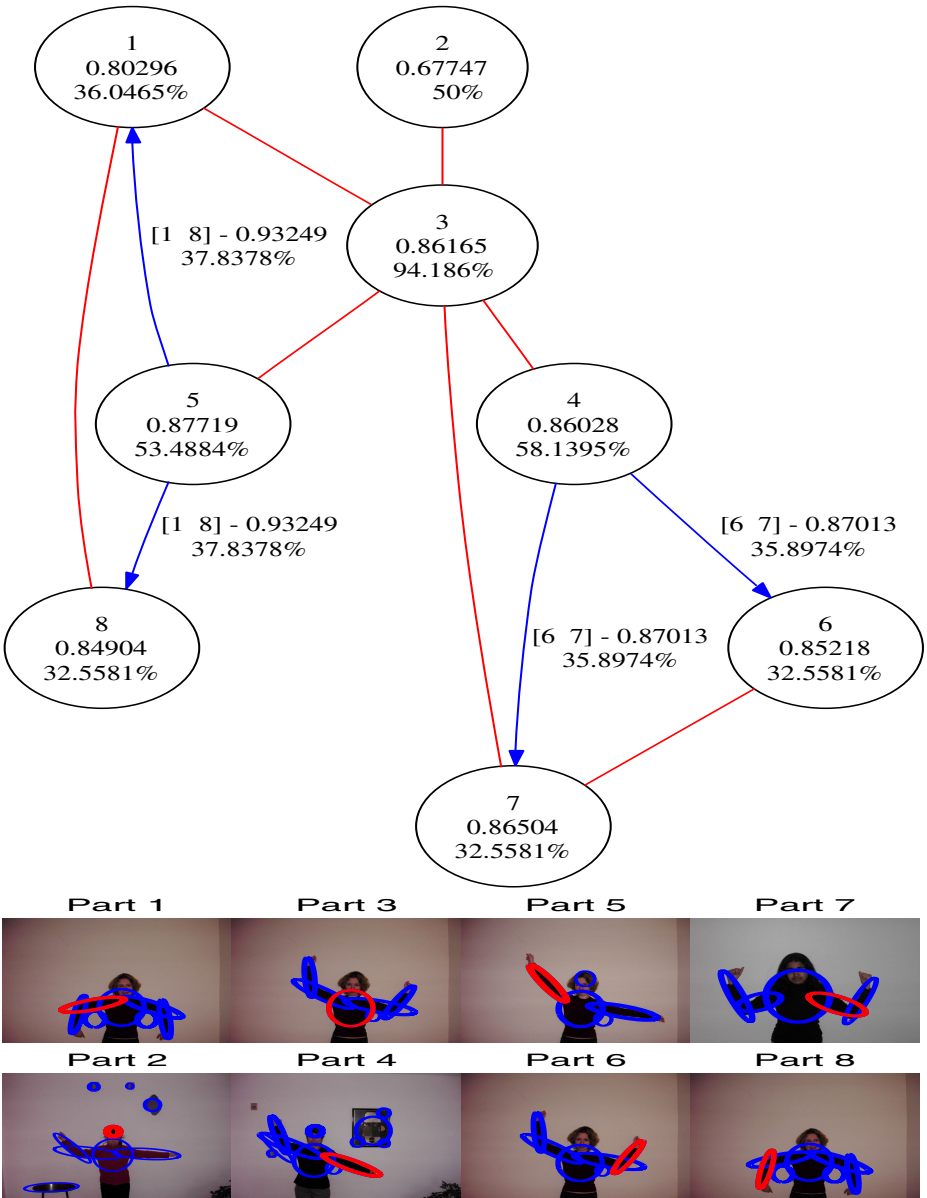 1
0.80296
36.0465%
2
0.67747
50%
3
0.86165
94.186%
[1 8] - 0.93249
37.8378%
5
0.87719
53.4884%
4
0.86028
58.1395%
[1 8] - 0.93249
37.8378%
[6 7] - 0.87013
35.8974%
8
0.84904
32.5581%
[6 7] - 0.87013
35.8974%
6
0.85218
32.5581%
7
0.86504
32.5581%
Part 1
Part 3
Part 5
Part 7
Part 2
Part 4
Part 6
Part 8